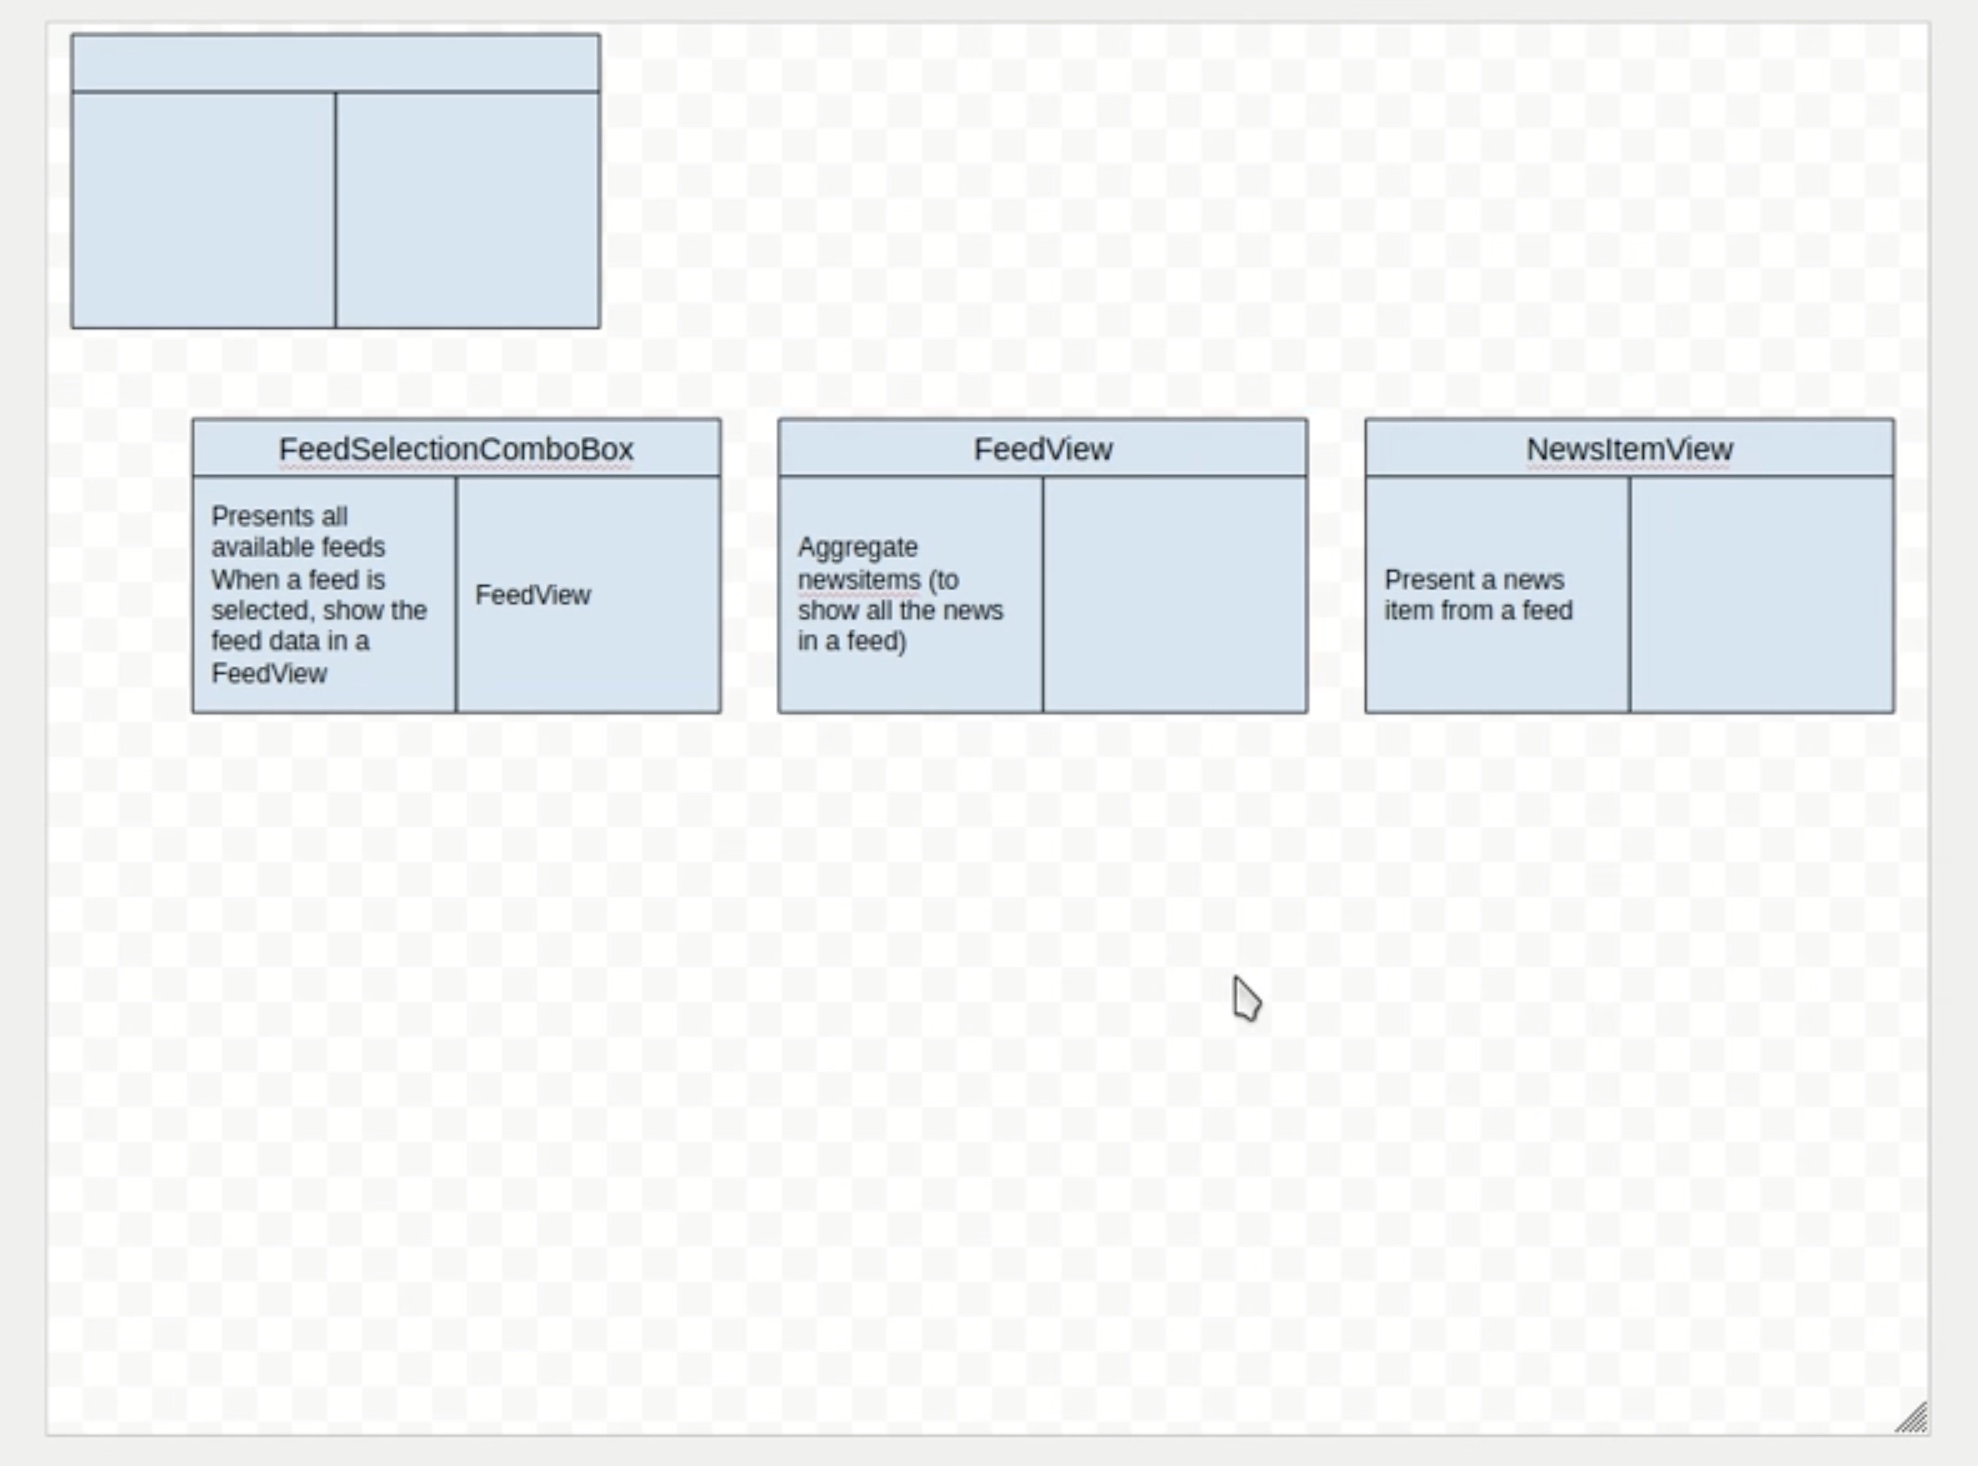 FeedSelectionComboBox
Presents all
available feeds
When a feed is
selected, show the
feed data in a
FeedView
FeedView
FeedView
Aggregate
newsitems (to
show all the news
in a feed)
NewsItemView
Present a news
item from a feed